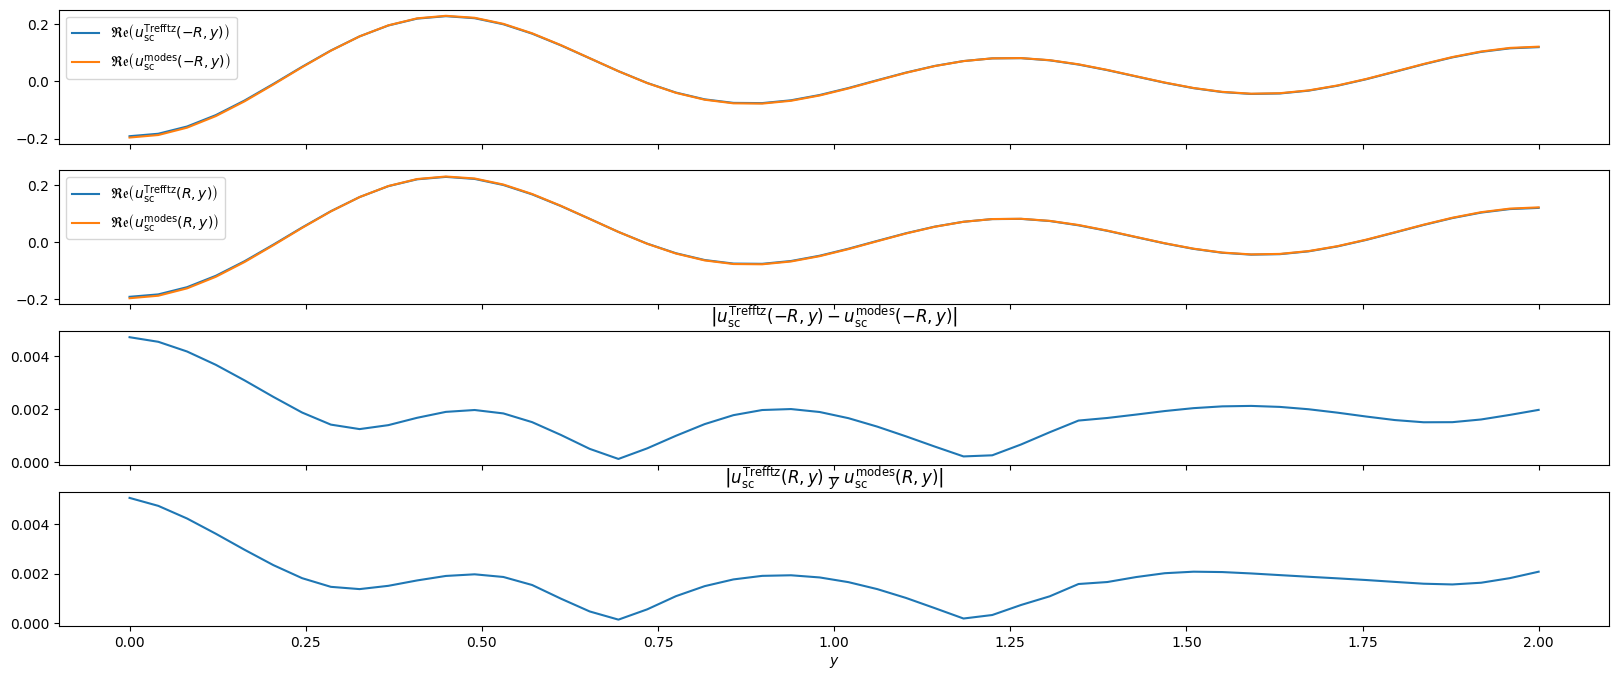 0.2
0.0
−0.2
ℜ𝔢(u_sc^Trefftz(−R, y))
ℜ𝔢(u_sc^modes(−R, y))
0.2
0.0
−0.2
ℜ𝔢(u_sc^Trefftz(R, y))
ℜ𝔢(u_sc^modes(R, y))
|u_sc^Trefftz(−R, y) − u_sc^modes(−R, y)|
0.004
0.002
0.000
y
|u_sc^Trefftz(R, y) − u_sc^modes(R, y)|
0.004
0.002
0.000
0.00 0.25 0.50 0.75 1.00 1.25 1.50 1.75 2.00
y